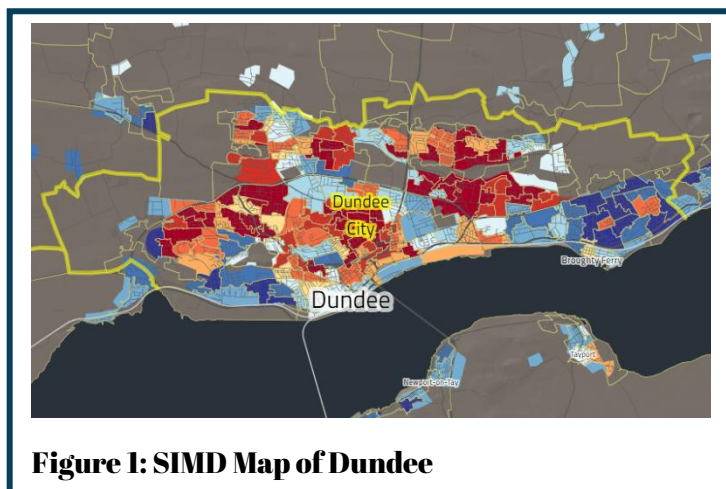 Dundee
City
Dundee
Broughty Ferry
Tayport
Newport-on-Tay
Figure 1: SIMD Map of Dundee